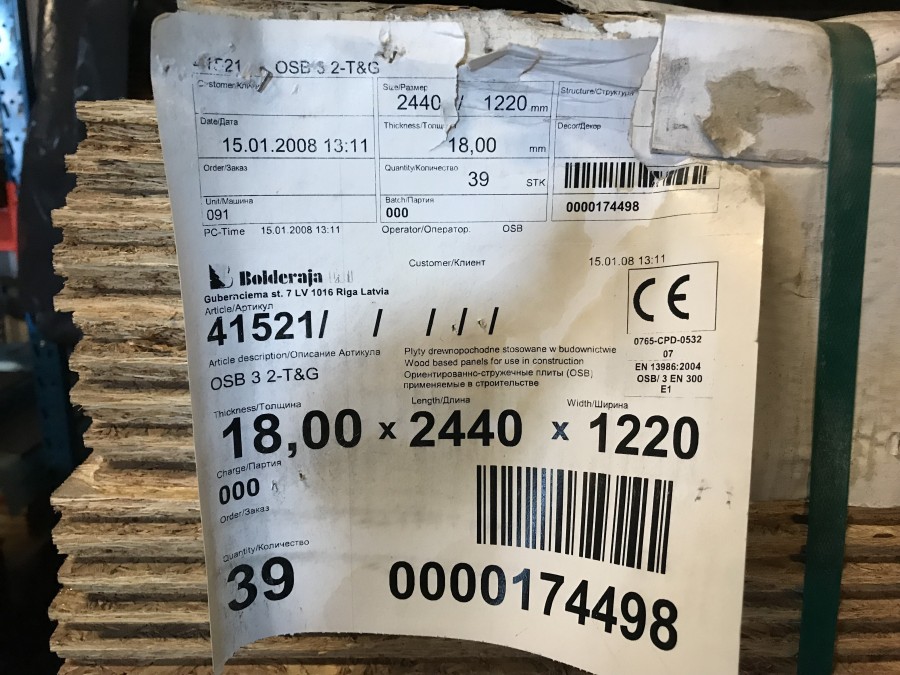 41521 OSB 3 2-T&G
Size/Размер
2440 / 1220 mm
Structure/Структура
Date/Дата
15.01.2008 13:11
Thickness/Толщ
18,00 mm
Decor/Декор
Order/Заказ
Quantity/Количество
39 STK
Unit/Машина
091
Batch/Партия
000
0000174498
PC-Time 15.01.2008 13:11 Operator/Оператор. OSB
Customer/Клиент 15.01.08 13:11
Bolderaja
Gubernciema st. 7 LV 1016 Riga Latvia
CE
Article/Артикул
41521/ / / / /
0765-CPD-0532
07
EN 13986:2004
OSB/ 3 EN 300
E1
Article description/Описание Артикула
OSB 3 2-T&G
Plyty drewnopochodne stosowane w budownictwie
Wood based panels for use in construction
Ориентированно-стружечные плиты (OSB)
применяемые в строительстве
Thickness/Толщина Length/Длина Width/Ширина
18,00 x 2440 x 1220
Charge/Партия
000
Order/Заказ
Quantity/Количество
39
0000174498